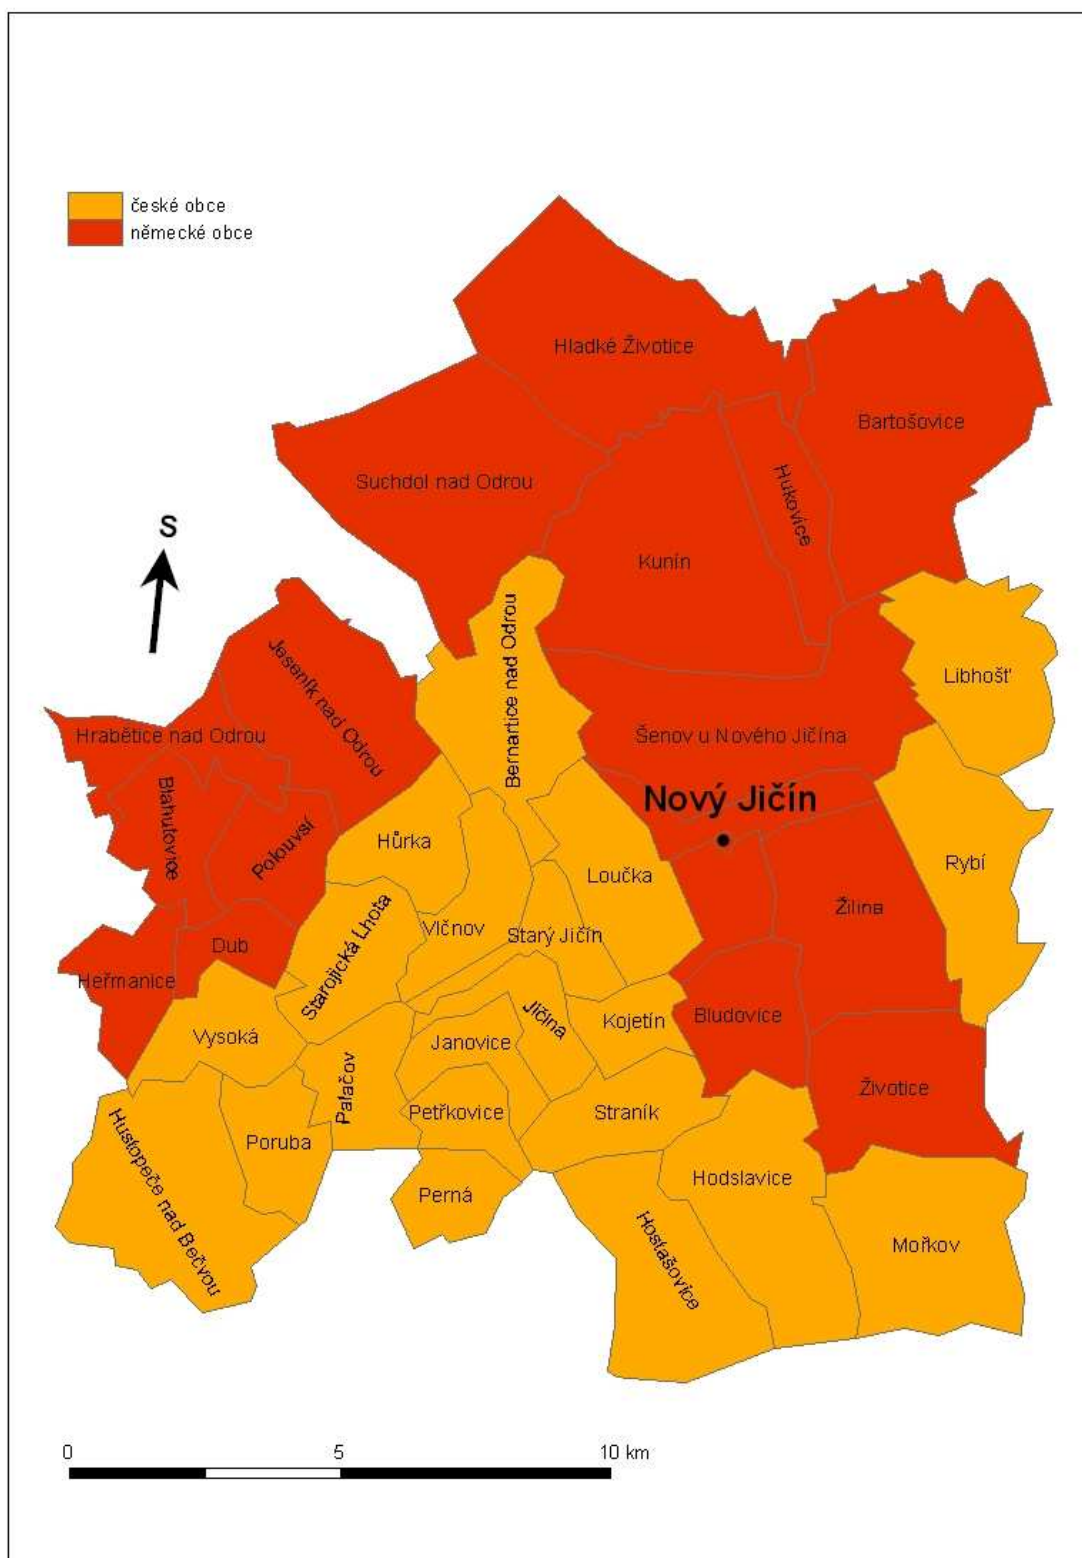 české obce
německé obce
Hladké Životice
Bartošovice
Suchdol nad Odrou
Hukovice
S
Kunín
Bernartice nad Odrou
Jeseník nad Odrou
Libhošť
Hrabětice nad Odrou
Šenov u Nového Jičína
Nový Jičín
Blahuťovice
Polouvsí
Hůrka
Loučka
Rybí
Žilina
Starojická Lhota
Vlčnov
Starý Jičín
Dub
Heřmanice
Vysoká
Jičina
Kojetín
Bludovice
Janovice
Palačov
Životice
Petřkovice
Straník
Poruba
Hustopeče nad Bečvou
Perná
Hodslavice
Hostašovice
Mořkov
0 5 10 km